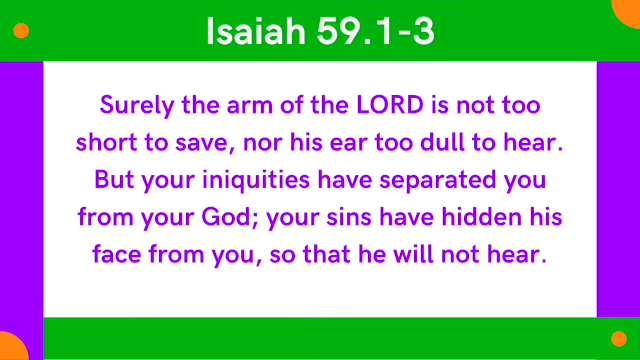 Isaiah 59.1-3
Surely the arm of the LORD is not too
short to save, nor his ear too dull to hear.
But your iniquities have separated you
from your God; your sins have hidden his
face from you, so that he will not hear.